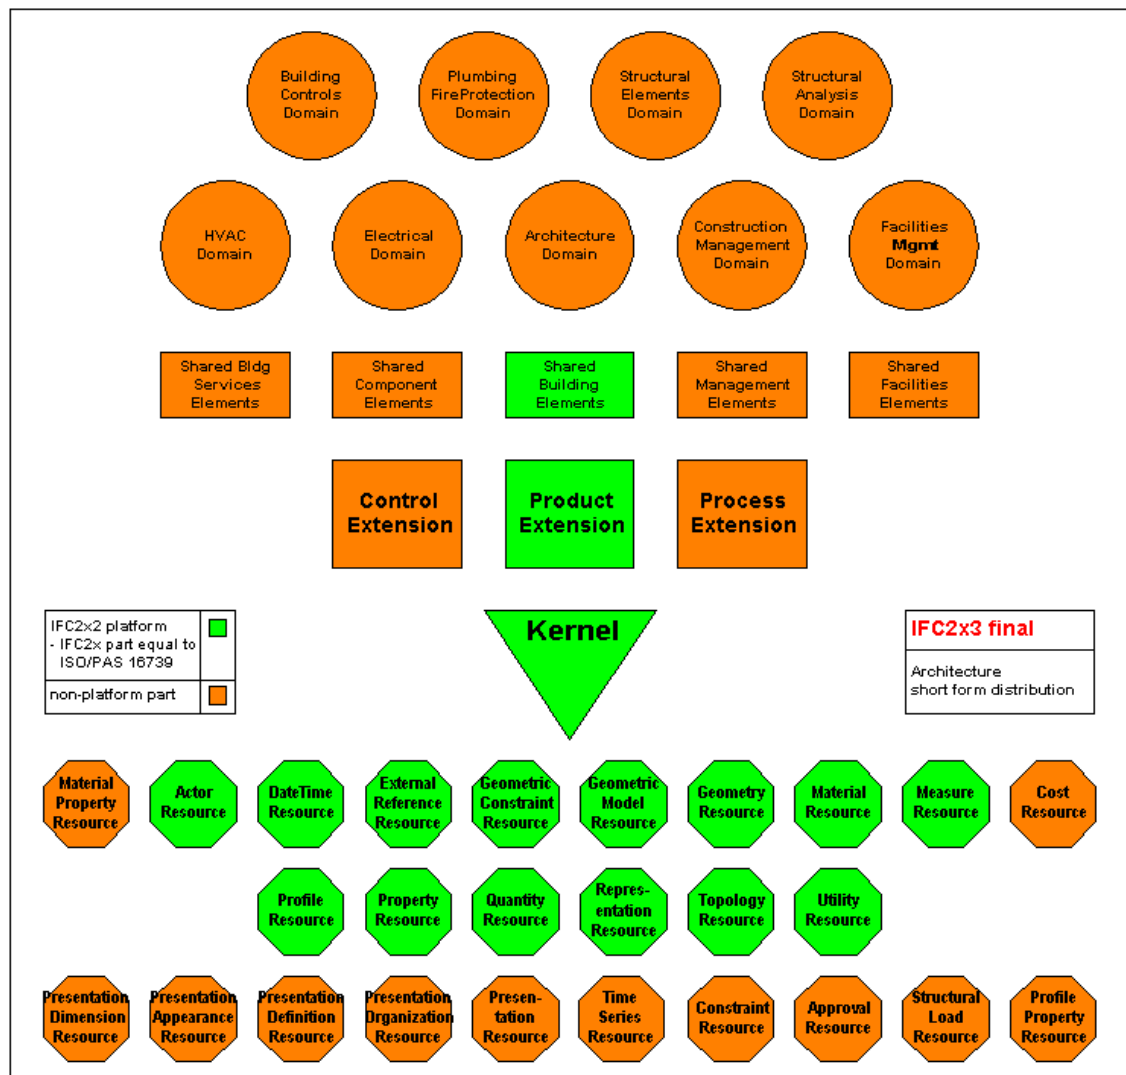 Building
Controls
Domain
Plumbing
FireProtection
Domain
Structural
Elements
Domain
Structural
Analysis
Domain
HVAC
Domain
Electrical
Domain
Architecture
Domain
Construction
Management
Domain
Facilities
Mgmt
Domain
Shared Bldg
Services
Elements
Shared
Component
Elements
Shared
Building
Elements
Shared
Management
Elements
Shared
Facilities
Elements
Control
Extension
Product
Extension
Process
Extension
IFC2x2 platform
- IFC2x part equal to
ISO/PAS 16739
non-platform part
Kernel
IFC2x3 final
Architecture
short form distribution
Material
Property
Resource
Actor
Resource
DateTime
Resource
External
Reference
Resource
Geometric
Constraint
Resource
Geometric
Model
Resource
Geometry
Resource
Material
Resource
Measure
Resource
Cost
Resource
Profile
Resource
Property
Resource
Quantity
Resource
Repres-
entation
Resource
Topology
Resource
Utility
Resource
Presentation
Dimension
Resource
Presentation
Appearance
Resource
Presentation
Definition
Resource
Presentation
Organization
Resource
Presen-
tation
Resource
Time
Series
Resource
Constraint
Resource
Approval
Resource
Structural
Load
Resource
Profile
Property
Resource